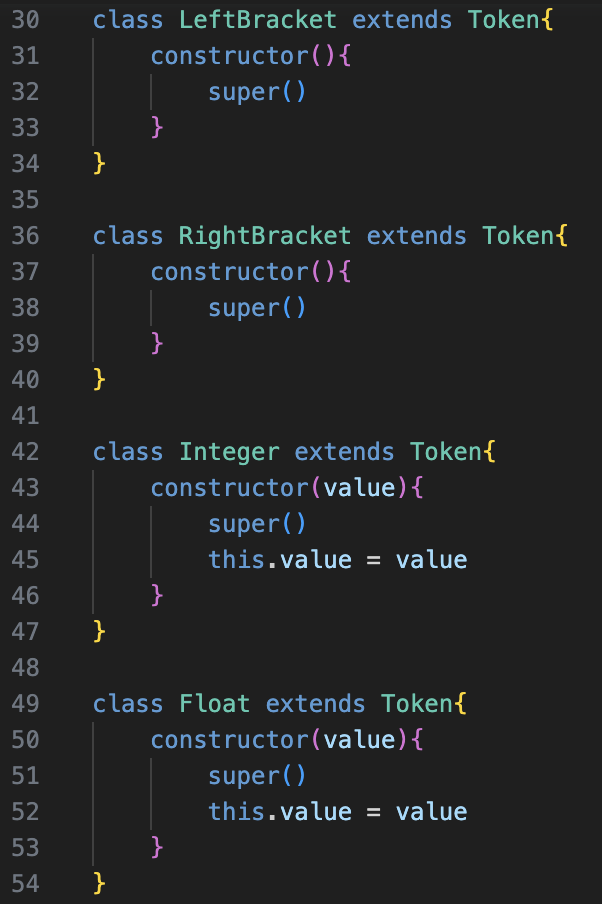 30 class LeftBracket extends Token{
31     constructor(){
32         super()
33     }
34 }
35
36 class RightBracket extends Token{
37     constructor(){
38         super()
39     }
40 }
41
42 class Integer extends Token{
43     constructor(value){
44         super()
45         this.value = value
46     }
47 }
48
49 class Float extends Token{
50     constructor(value){
51         super()
52         this.value = value
53     }
54 }